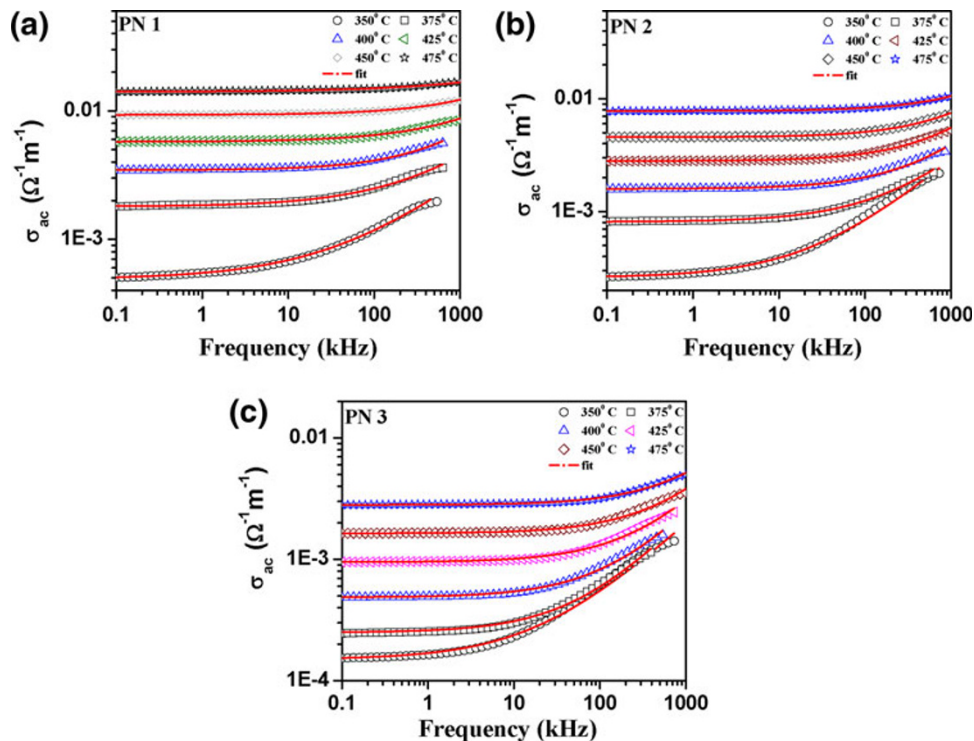 (a)
PN 1
350⁰ C 375⁰ C
400⁰ C 425⁰ C
450⁰ C 475⁰ C
fit
0.01
1E-3
σac (Ω⁻¹m⁻¹)
0.1 1 10 100 1000
Frequency (kHz)
(b)
PN 2
350⁰ C 375⁰ C
400⁰ C 425⁰ C
450⁰ C 475⁰ C
fit
0.01
1E-3
σac (Ω⁻¹m⁻¹)
0.1 1 10 100 1000
Frequency (kHz)
(c)
PN 3
350⁰ C 375⁰ C
400⁰ C 425⁰ C
450⁰ C 475⁰ C
fit
0.01
1E-3
1E-4
σac (Ω⁻¹m⁻¹)
0.1 1 10 100 1000
Frequency (kHz)